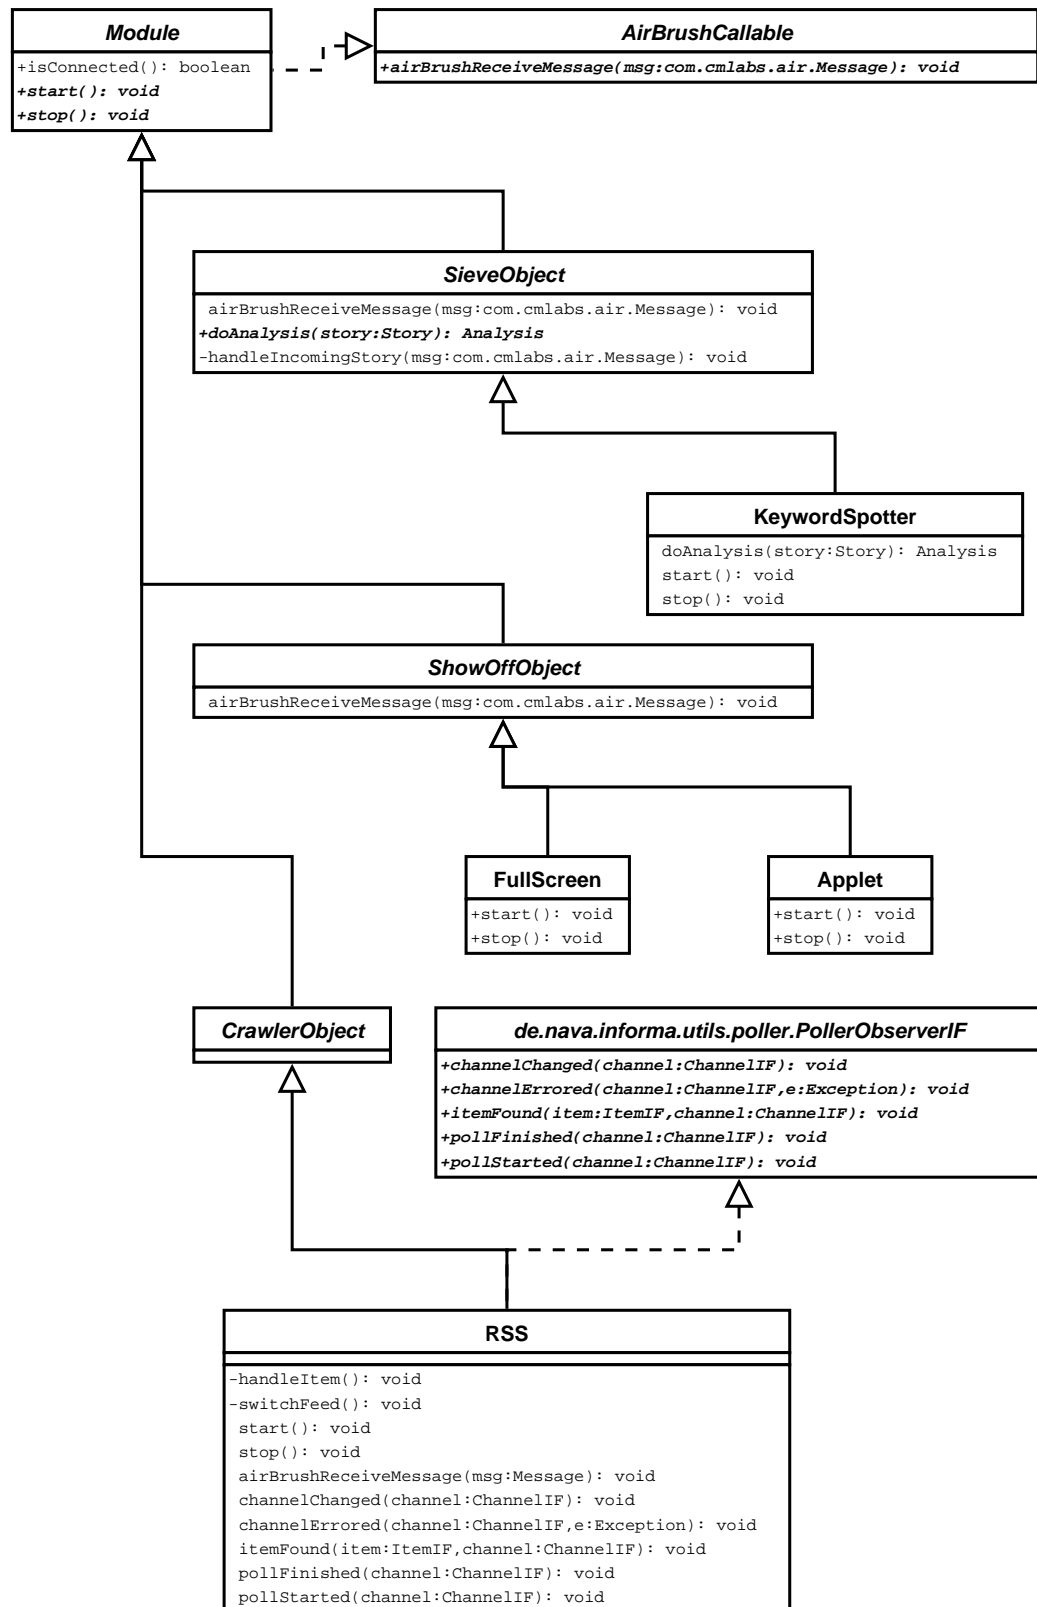 Module
+isConnected(): boolean
+start(): void
+stop(): void
AirBrushCallable
+airBrushReceiveMessage(msg:com.cmlabs.air.Message): void
SieveObject
airBrushReceiveMessage(msg:com.cmlabs.air.Message): void
+doAnalysis(story:Story): Analysis
-handleIncomingStory(msg:com.cmlabs.air.Message): void
KeywordSpotter
doAnalysis(story:Story): Analysis
start(): void
stop(): void
ShowOffObject
airBrushReceiveMessage(msg:com.cmlabs.air.Message): void
FullScreen
+start(): void
+stop(): void
Applet
+start(): void
+stop(): void
CrawlerObject
de.nava.informa.utils.poller.PollerObserverIF
+channelChanged(channel:ChannelIF): void
+channelErrored(channel:ChannelIF,e:Exception): void
+itemFound(item:ItemIF,channel:ChannelIF): void
+pollFinished(channel:ChannelIF): void
+pollStarted(channel:ChannelIF): void
RSS
-handleItem(): void
-switchFeed(): void
start(): void
stop(): void
airBrushReceiveMessage(msg:Message): void
channelChanged(channel:ChannelIF): void
channelErrored(channel:ChannelIF,e:Exception): void
itemFound(item:ItemIF,channel:ChannelIF): void
pollFinished(channel:ChannelIF): void
pollStarted(channel:ChannelIF): void